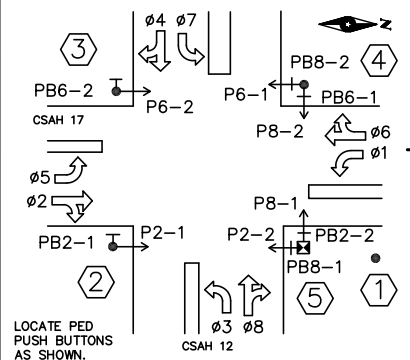 ø4 ø7
N
3
PB8-2
4
PB6-2
P6-2
P6-1
PB6-1
CSAH 17
P8-2
ø6
ø1
ø5
ø2
P8-1
P2-1
P2-2
PB2-2
PB2-1
PB8-1
2
5
1
ø3 ø8
LOCATE PED
PUSH BUTTONS
AS SHOWN.
CSAH 12